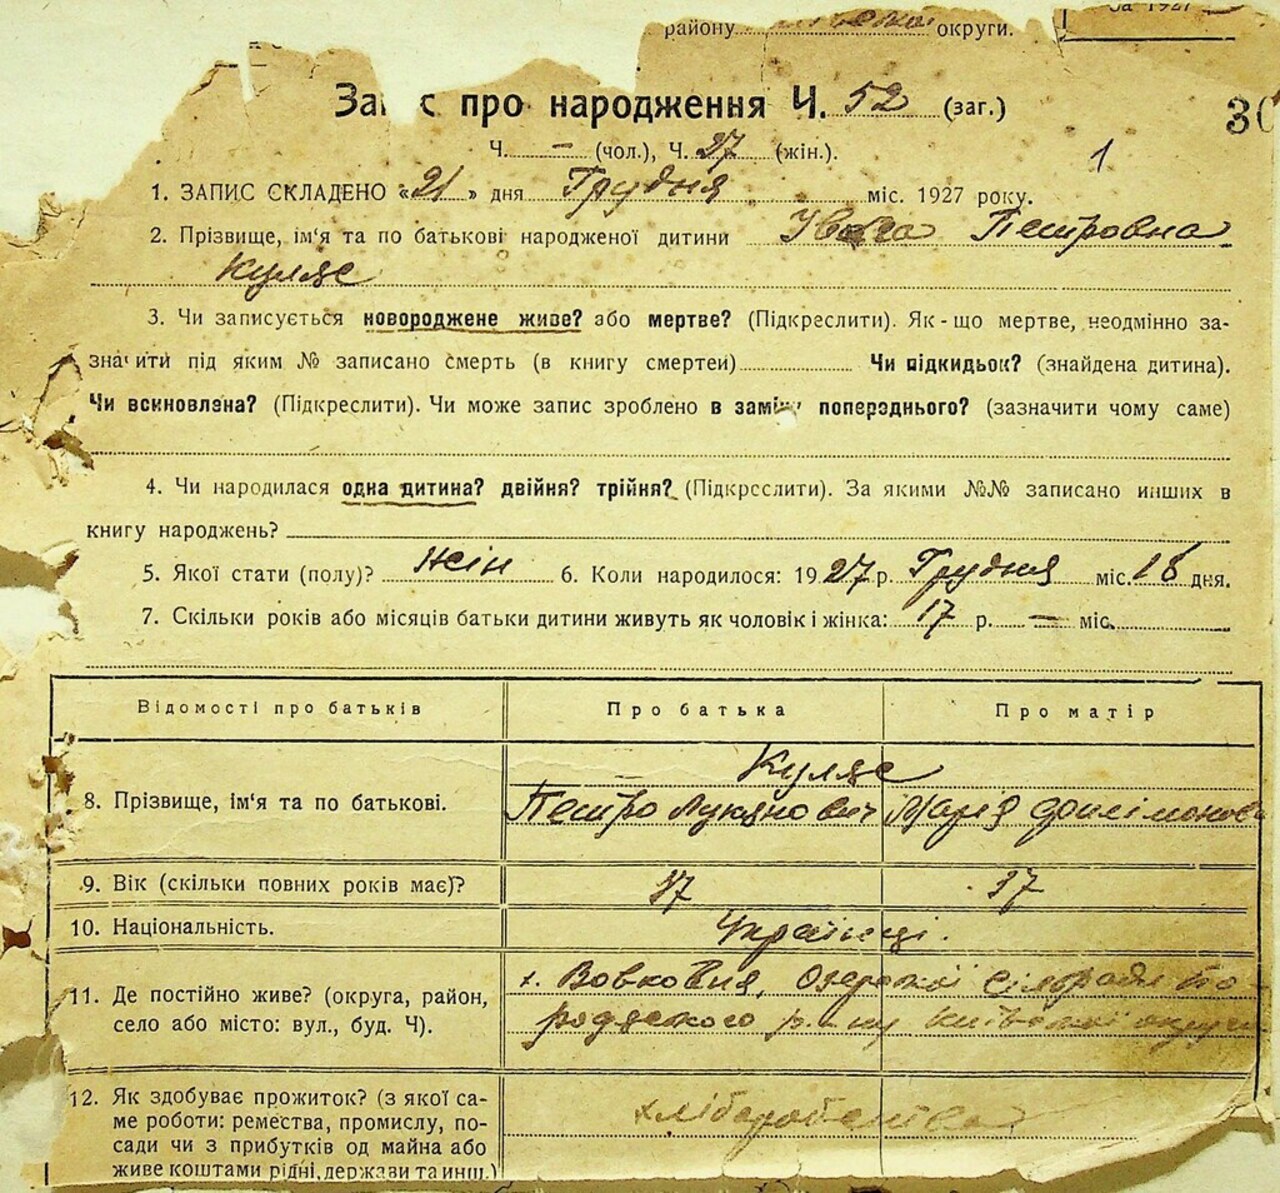 району округи.
За 1927
Запис про народження Ч. 52 (заг.)
30
Ч. — (чол.), Ч. 27 (жін.).
1
1. ЗАПИС СКЛАДЕНО «21» дня Грудня міс. 1927 року.
2. Прізвище, ім'я та по батькові народженої дитини Петровна
3. Чи записується новороджене живе? або мертве? (Підкреслити). Як-що мертве, неодмінно за-
значити під яким № записано смерть (в книгу смертей) Чи підкидьок? (знайдена дитина).
Чи всиновлэна? (Підкреслити). Чи може запис зроблено в заміну попереднього? (зазначити чому саме)
4. Чи народилася одна дитина? двійня? трійня? (Підкреслити). За якими №№ записано инших в
книгу народжень?
5. Якої стати (полу)? жін 6. Коли народилося: 1927 р. Грудня міс. 18 дня.
7. Скільки років або місяців батьки дитини живуть як чоловік і жінка: 17 р. — міс.
Відомості про батьків Про батька Про матір
8. Прізвище, ім'я та по батькові. Петро Лукянович Марія
9. Вік (скільки повних років має)? 37 37
10. Національність. Українці.
11. Де постійно живе? (округа, район,
село або місто: вул., буд. Ч).
х. Вовковия, Озерської Сільради Бо
родянского р-ну Київської округи
12. Як здобуває прожиток? (з якої са-
ме роботи: ремества, промислу, по-
сади чи з прибутків од майна або
живе коштами рідні, держави та инш.)
хліборобства